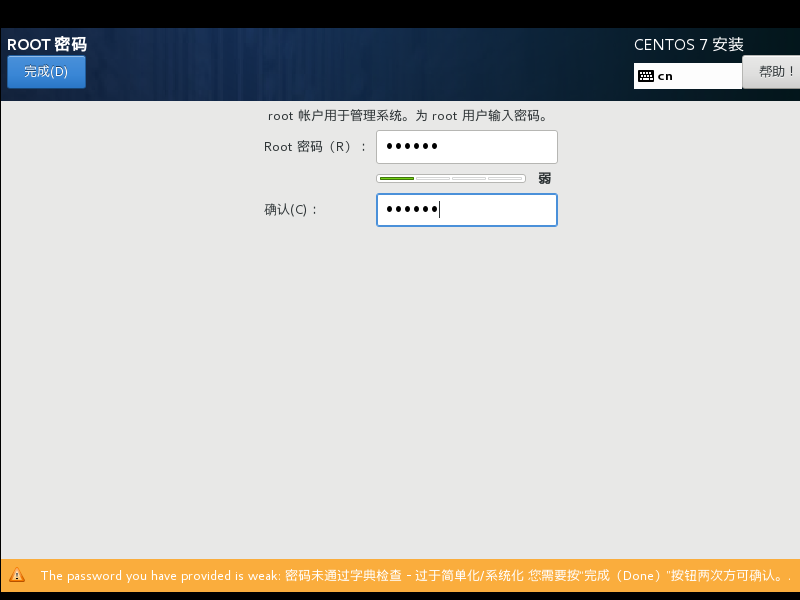 ROOT 密码
CENTOS 7 安装
完成(D)
cn
帮助！
root 帐户用于管理系统。为 root 用户输入密码。
Root 密码（R）：
●●●●●●
弱
确认(C)：
●●●●●●
The password you have provided is weak: 密码未通过字典检查 - 过于简单化/系统化 您需要按"完成（Done）"按钮两次方可确认。.